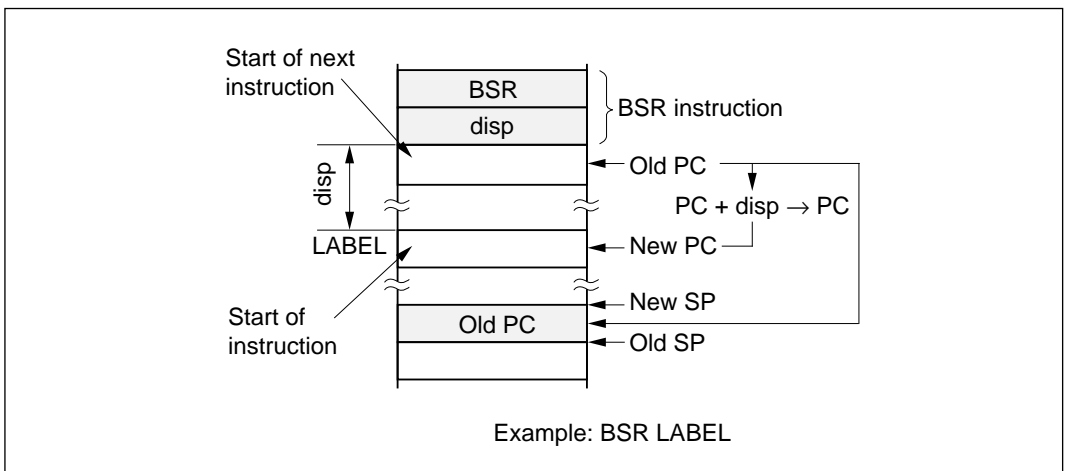 Start of next
instruction
BSR
disp
BSR instruction
Old PC
disp
PC + disp → PC
LABEL
New PC
New SP
Start of
instruction
Old PC
Old SP
Example: BSR LABEL